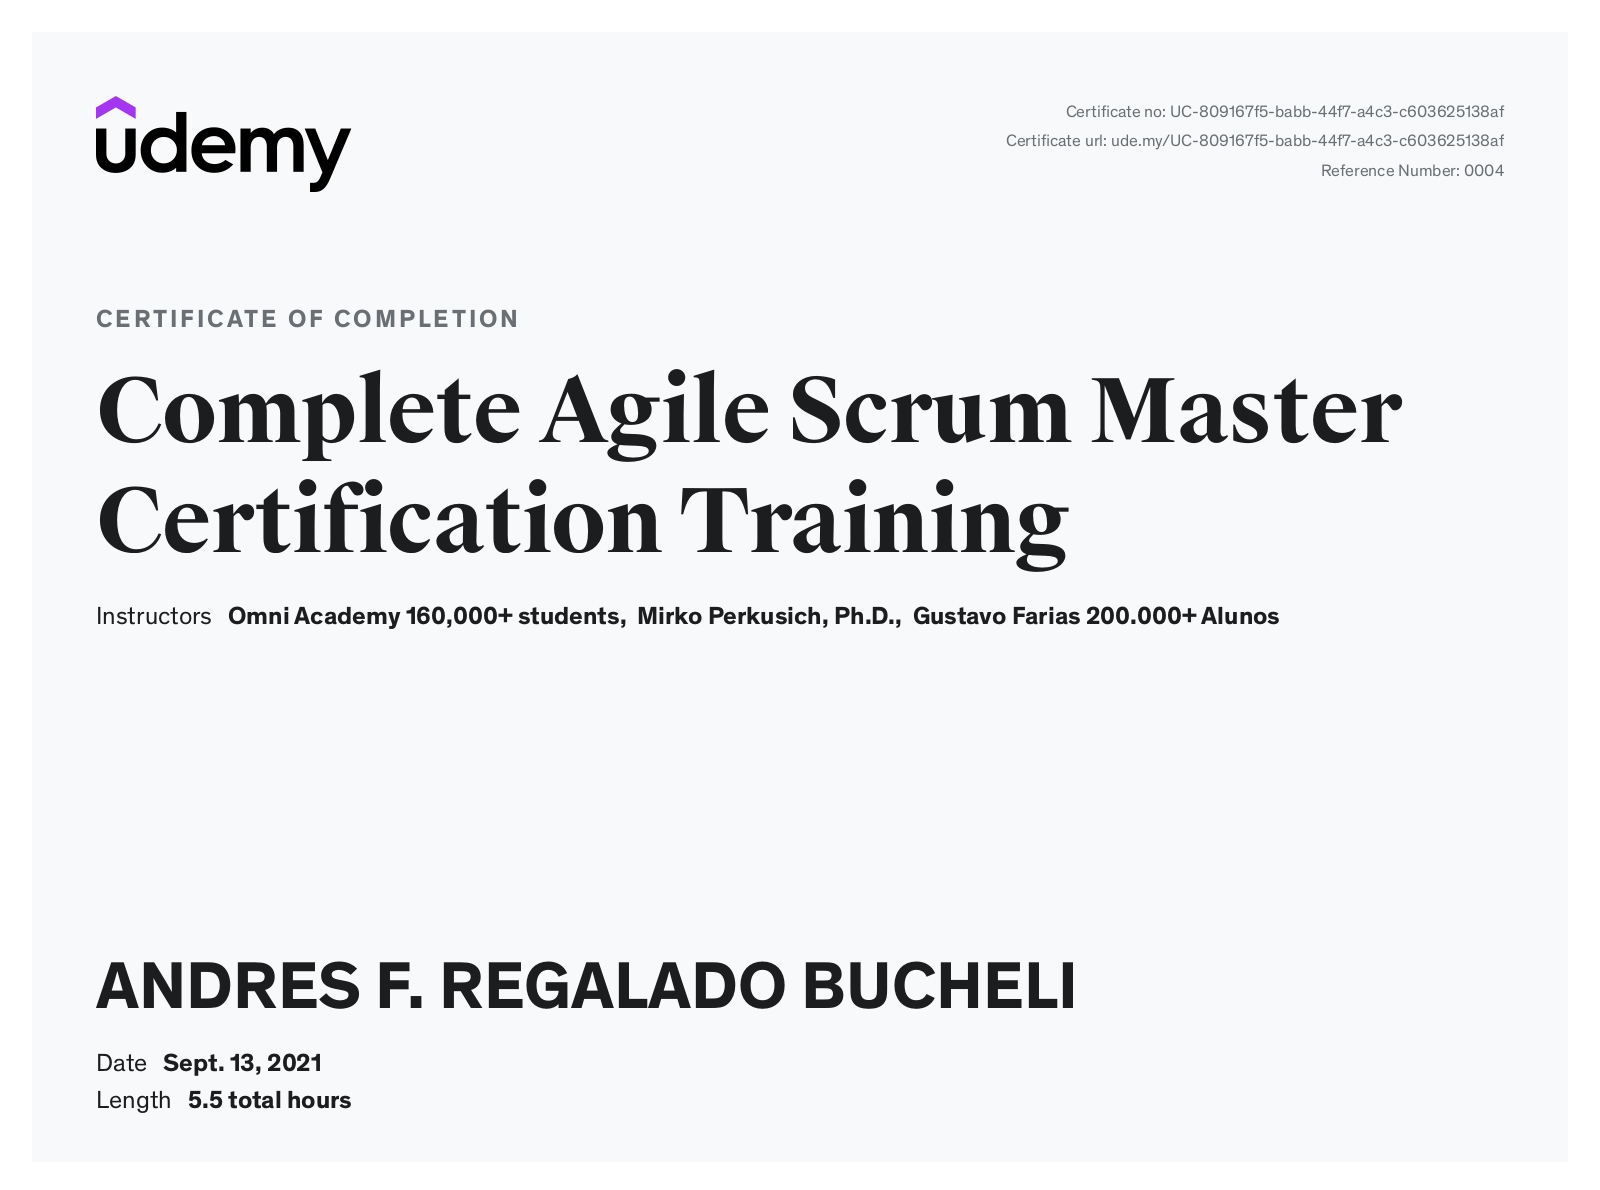 udemy
Certificate no: UC-809167f5-babb-44f7-a4c3-c603625138af
Certificate url: ude.my/UC-809167f5-babb-44f7-a4c3-c603625138af
Reference Number: 0004
CERTIFICATE OF COMPLETION
Complete Agile Scrum Master
Certification Training
Instructors Omni Academy 160,000+ students, Mirko Perkusich, Ph.D., Gustavo Farias 200.000+ Alunos
ANDRES F. REGALADO BUCHELI
Date Sept. 13, 2021
Length 5.5 total hours